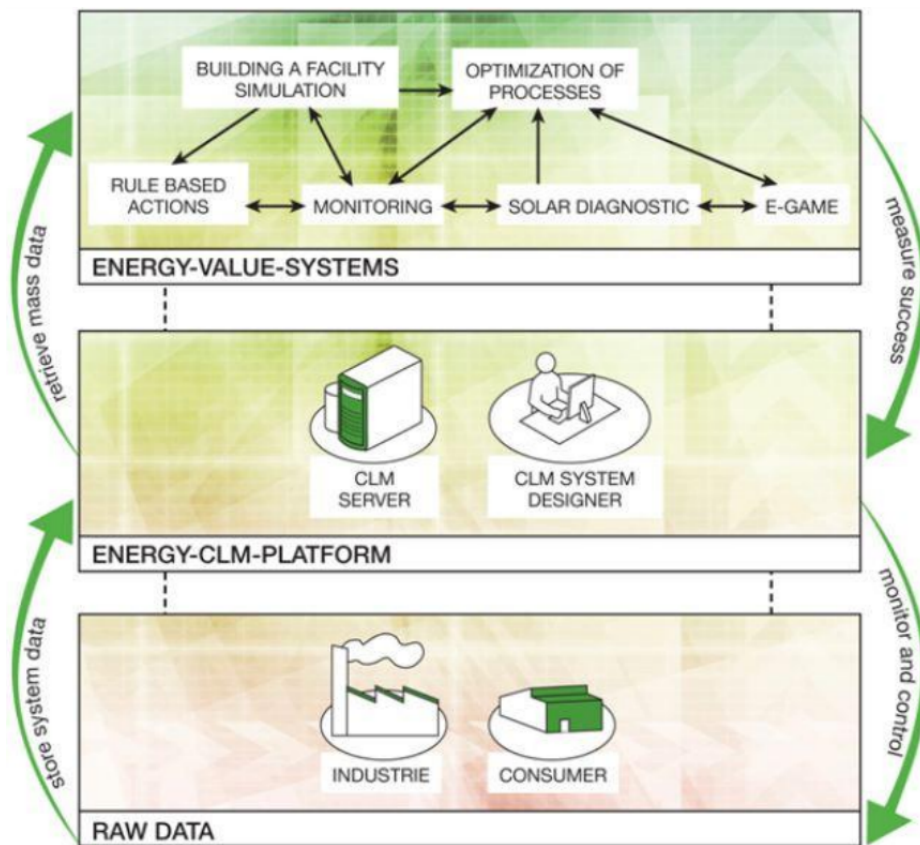 BUILDING A FACILITY
SIMULATION
OPTIMIZATION OF
PROCESSES
RULE BASED
ACTIONS
MONITORING
SOLAR DIAGNOSTIC
E-GAME
ENERGY-VALUE-SYSTEMS
retrieve mass data
measure success
CLM
SERVER
CLM SYSTEM
DESIGNER
ENERGY-CLM-PLATFORM
store system data
monitor and control
INDUSTRIE
CONSUMER
RAW DATA